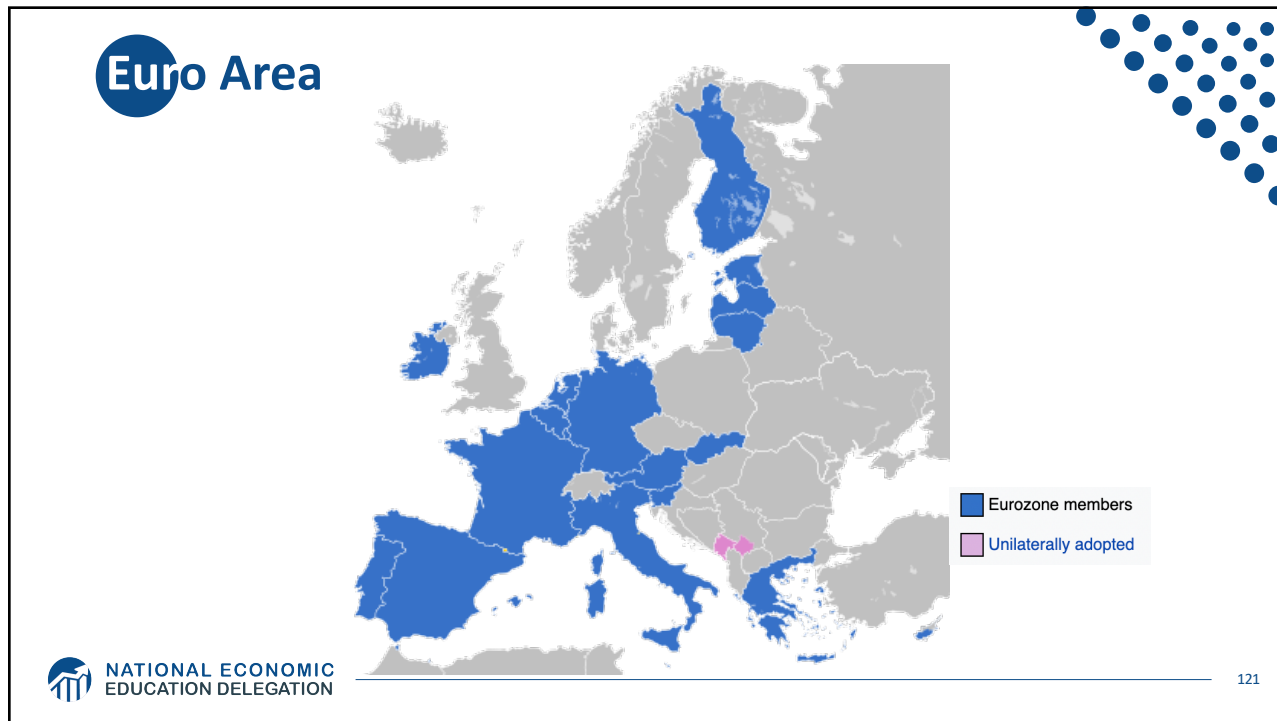 Euro Area
Eurozone members
Unilaterally adopted
NATIONAL ECONOMIC
EDUCATION DELEGATION
121